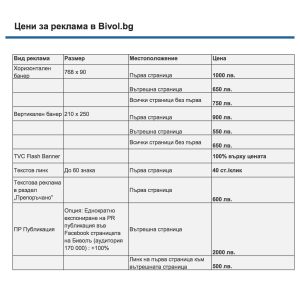 Цени за реклама в Bivol.bg
Вид реклама Размер Местоположение Цена
Хоризонтален банер 768 x 90 Първа страница 1000 лв.
Вътрешна страница 650 лв.
Всички страници без първа 750 лв.
Вертикален банер 210 x 250 Първа страница 900 лв.
Вътрешна страница 550 лв.
Всички страници без първа 650 лв.
TVC Flash Banner 100% върху цената
Текстов линк До 60 знака Първа страница 40 ст./клик
Текстова реклама
в раздел
„Препоръчано" Първа страница 600 лв.
ПР Публикация
Опция: Еднократно
експониране на PR
публикация във
Facebook страницата
на Биволъ (аудитория
170 000) : +100%
Вътрешна страница 2000 лв.
Линк на първа страница към
вътрешната страница 500 лв.